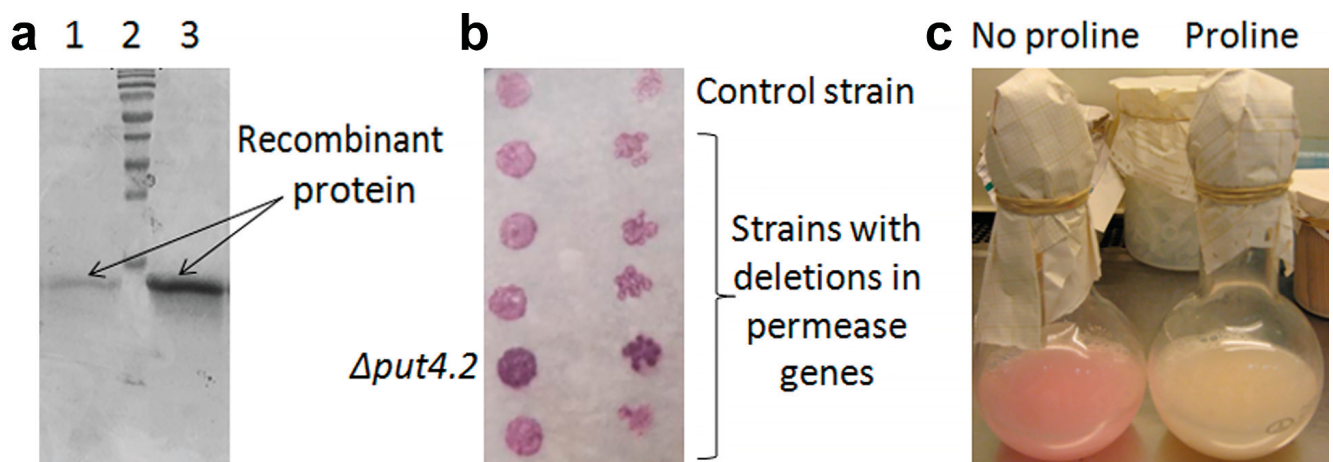 a
1 2 3
Recombinant
protein
b
Control strain
Strains with
deletions in
permease
genes
Δput4.2
c
No proline
Proline